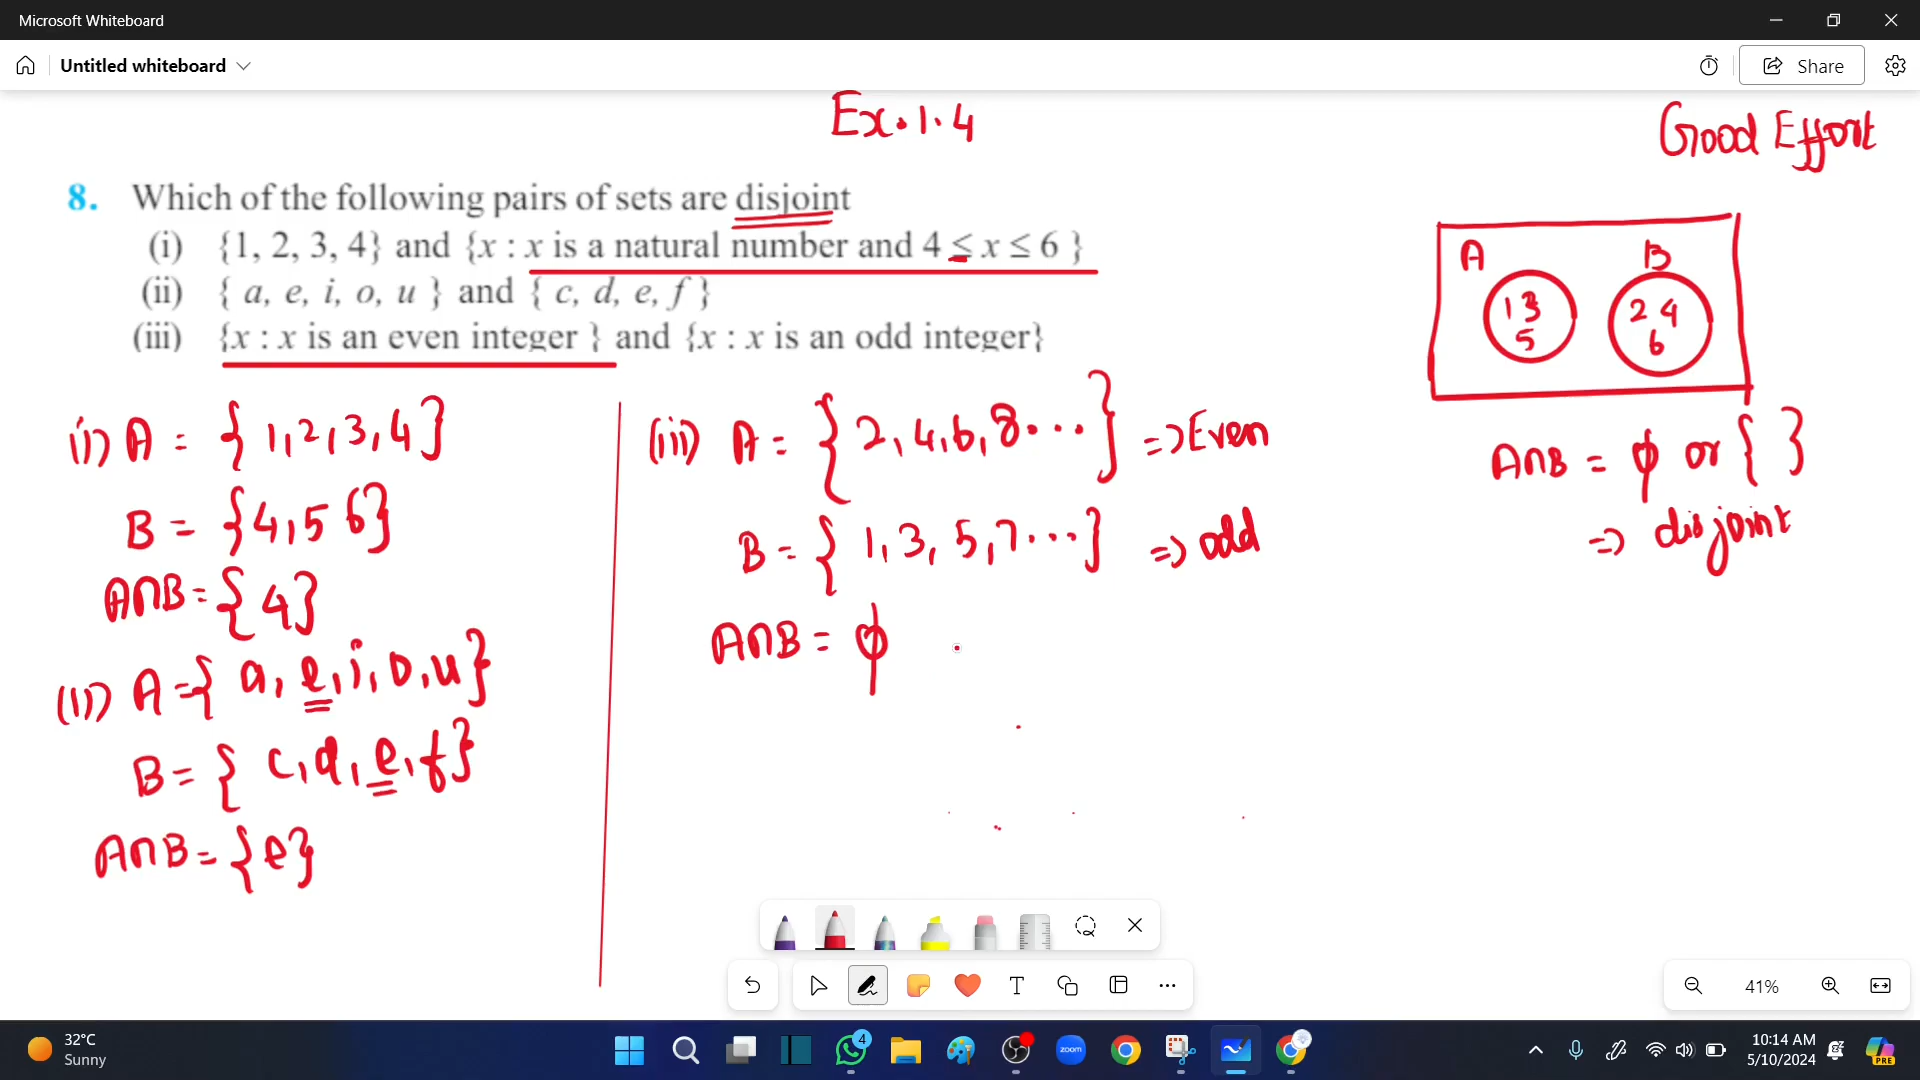 Microsoft Whiteboard
Untitled whiteboard
Share
Ex.1.4
Good Effort
8. Which of the following pairs of sets are disjoint
(i) {1, 2, 3, 4} and {x : x is a natural number and 4 ≤ x ≤ 6 }
(ii) { a, e, i, o, u } and { c, d, e, f }
(iii) {x : x is an even integer } and {x : x is an odd integer}
A B
1 3 2 4
5 6
A∩B = ϕ or { }
=> disjoint
i) A = {1,2,3,4}
B = {4,5 6}
A∩B = {4}
(ii) A = {a, e, i, o, u}
B = {c, d, e, f}
A∩B = {e}
(iii) A = {2,4,6,8...} => Even
B = {1,3,5,7...} => odd
A∩B = ϕ
41%
32°C
Sunny
4
zoom
10:14 AM
5/10/2024
PRE